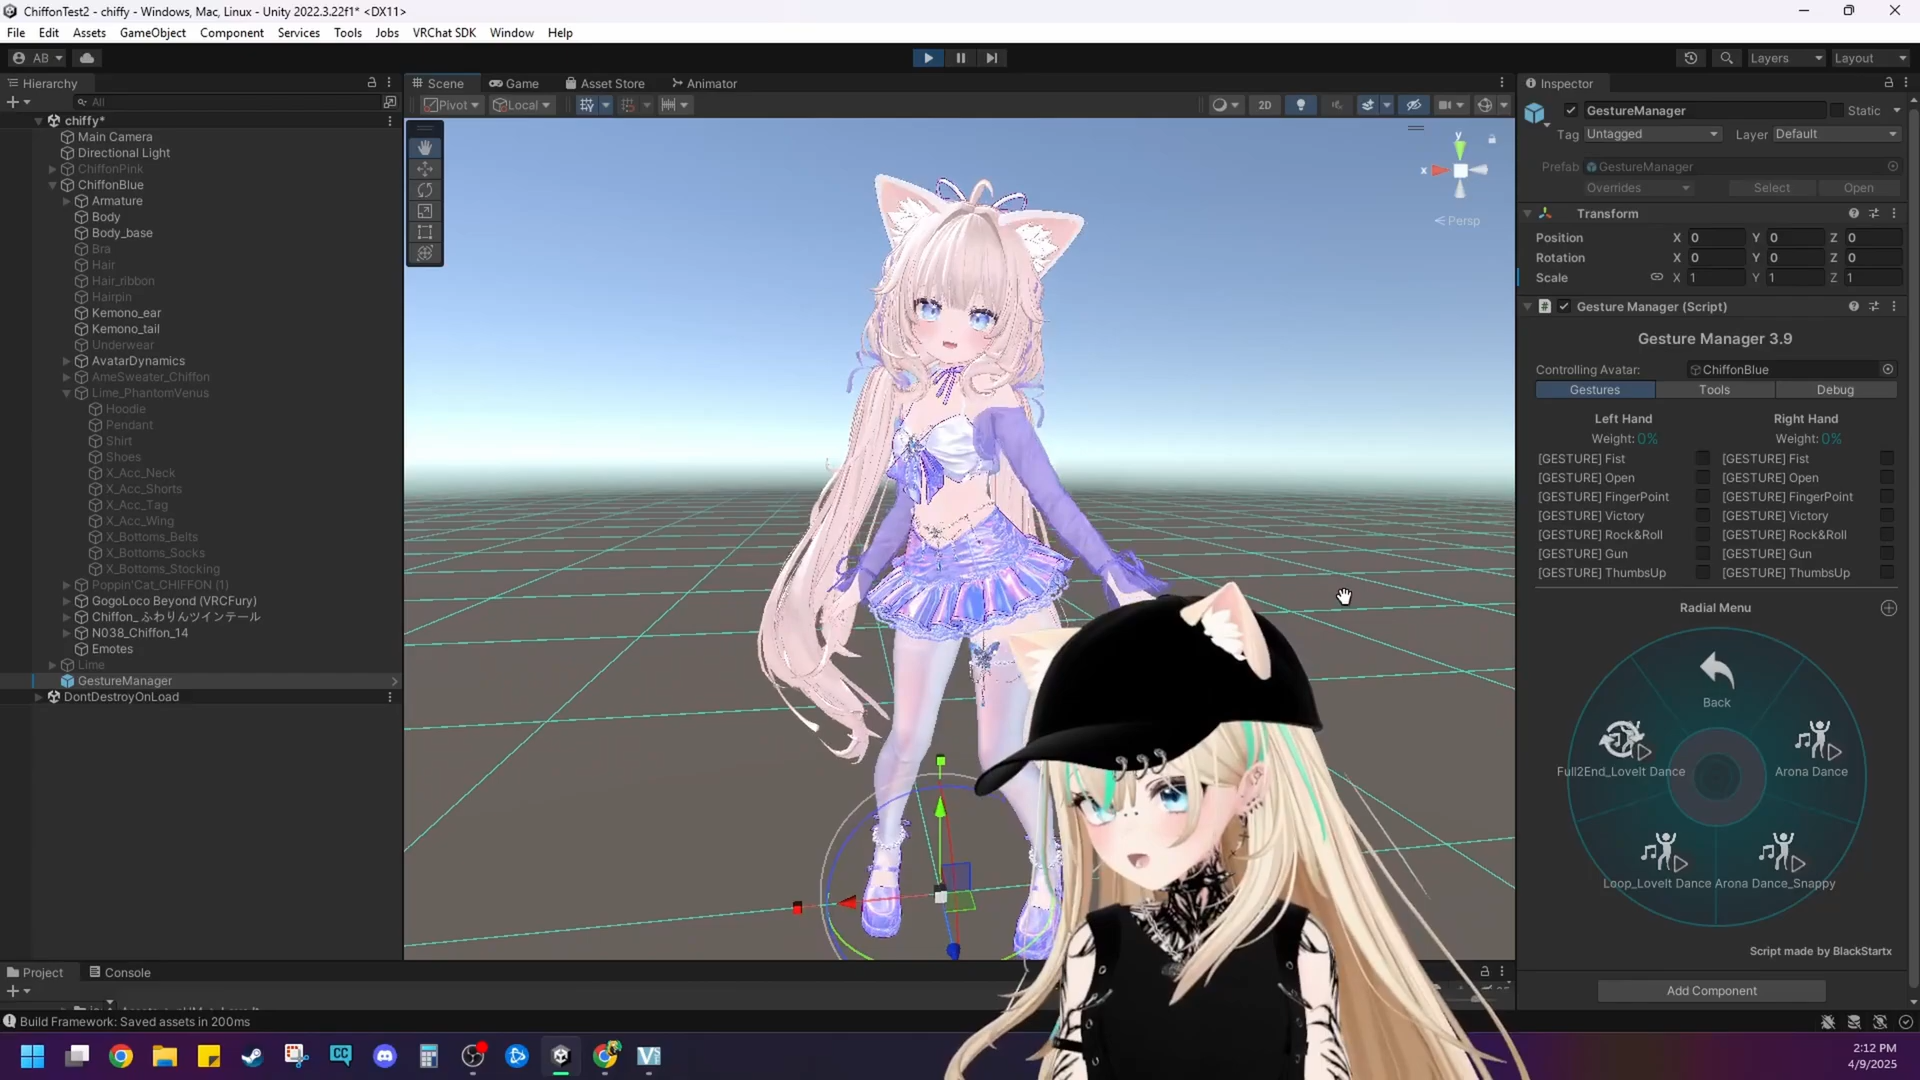 ChiffonTest2 - chiffy - Windows, Mac, Linux - Unity 2022.3.22f1* <DX11>
File Edit Assets GameObject Component Services Tools Jobs VRChat SDK Window Help
AB
Layers Layout
Hierarchy
All
chiffy*
Main Camera
Directional Light
ChiffonPink
ChiffonBlue
Armature
Body
Body_base
Bra
Hair
Hair_ribbon
Hairpin
Kemono_ear
Kemono_tail
Underwear
AvatarDynamics
AmeSweater_Chiffon
Lime_PhantomVenus
Hoodie
Pendant
Shirt
Shoes
X_Acc_Neck
X_Acc_Shorts
X_Acc_Tag
X_Acc_Wing
X_Bottoms_Belts
X_Bottoms_Socks
X_Bottoms_Stocking
Poppin'Cat_CHIFFON (1)
GogoLoco Beyond (VRCFury)
Chiffon_ふわりんツインテール
N038_Chiffon_14
Emotes
Lime
GestureManager
DontDestroyOnLoad
Scene Game Asset Store Animator
Pivot Local 2D
y
x
Persp
Inspector
GestureManager Static
Tag Untagged Layer Default
Prefab GestureManager
Overrides Select Open
Transform
Position X 0 Y 0 Z 0
Rotation X 0 Y 0 Z 0
Scale X 1 Y 1 Z 1
Gesture Manager (Script)
Gesture Manager 3.9
Controlling Avatar: ChiffonBlue
Gestures Tools Debug
Left Hand Right Hand
Weight: 0% Weight: 0%
[GESTURE] Fist [GESTURE] Fist
[GESTURE] Open [GESTURE] Open
[GESTURE] FingerPoint [GESTURE] FingerPoint
[GESTURE] Victory [GESTURE] Victory
[GESTURE] Rock&Roll [GESTURE] Rock&Roll
[GESTURE] Gun [GESTURE] Gun
[GESTURE] ThumbsUp [GESTURE] ThumbsUp
Radial Menu
Back
Full2End_LoveIt Dance Arona Dance
Loop_LoveIt Dance Arona Dance_Snappy
Script made by BlackStartx
Add Component
Project Console
Build Framework: Saved assets in 200ms
CC
2:12 PM
4/9/2025